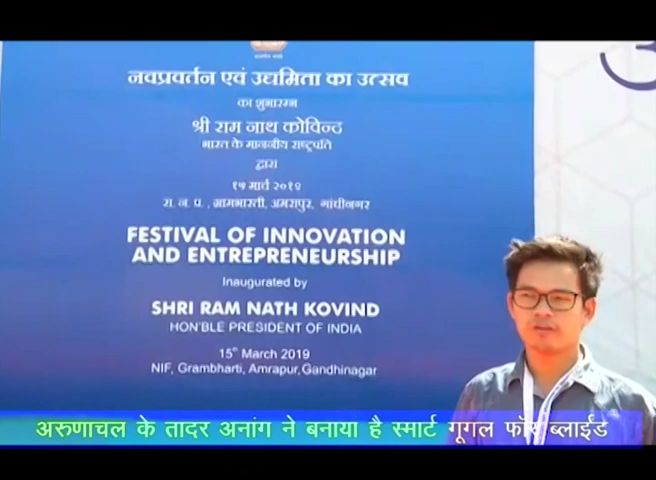 नवप्रवर्तन एवं उद्यमिता का उत्सव
का शुभारम्भ
श्री राम नाथ कोविन्द
भारत के माननीय राष्ट्रपति
द्वारा
१५ मार्च २०१९
रा. न. प्र. , ग्रामभारती, अमरापुर, गांधीनगर
FESTIVAL OF INNOVATION
AND ENTREPRENEURSHIP
Inaugurated by
SHRI RAM NATH KOVIND
HON'BLE PRESIDENT OF INDIA
15th March 2019
NIF, Grambharti, Amrapur,Gandhinagar
अरुणाचल के तादर अनांग ने बनाया है स्मार्ट गूगल फॉर ब्लाईंड